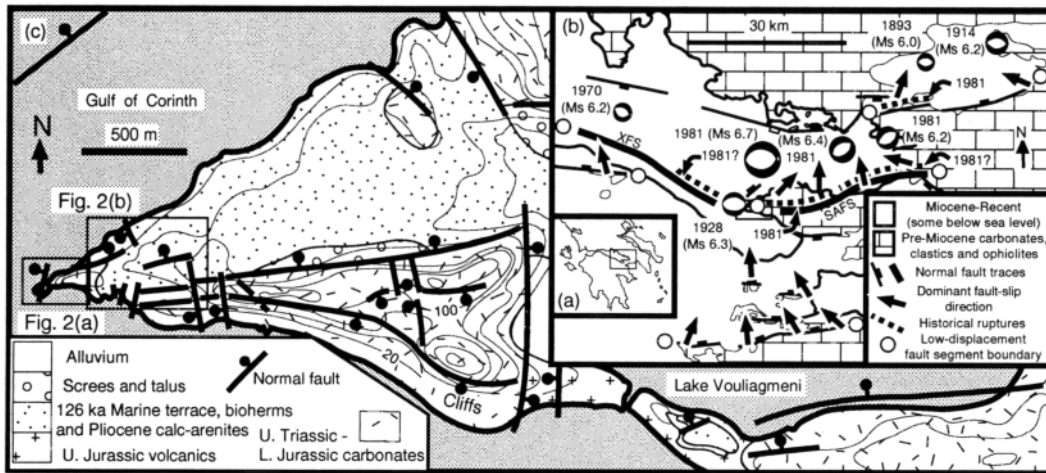 (c)
Gulf of Corinth
N
500 m
Fig. 2(b)
Fig. 2(a)
100
20
Cliffs
Lake Vouliagmeni
Alluvium
Screes and talus
126 ka Marine terrace, bioherms
and Pliocene calc-arenites
U. Jurassic volcanics
Normal fault
U. Triassic -
L. Jurassic carbonates
(b)
30 km
1893
(Ms 6.0)
1914
(Ms 6.2)
1970
(Ms 6.2)
1981
XFS
1981 (Ms 6.7)
1981?
(Ms 6.4)
1981
1981
(Ms 6.2)
1981?
N
SAFS
1928
(Ms 6.3)
1981
(a)
Miocene-Recent
(some below sea level)
Pre-Miocene carbonates,
clastics and ophiolites
Normal fault traces
Dominant fault-slip
direction
Historical ruptures
Low-displacement
fault segment boundary